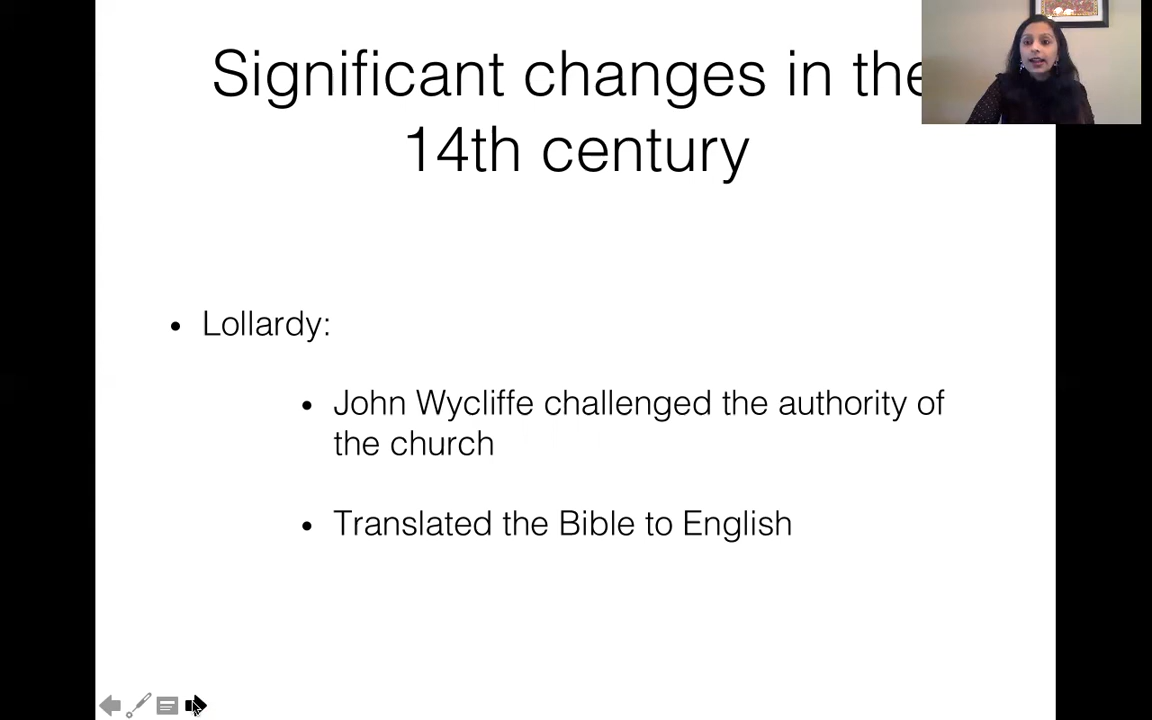 Significant changes in the
14th century
• Lollardy:
• John Wycliffe challenged the authority of
the church
• Translated the Bible to English